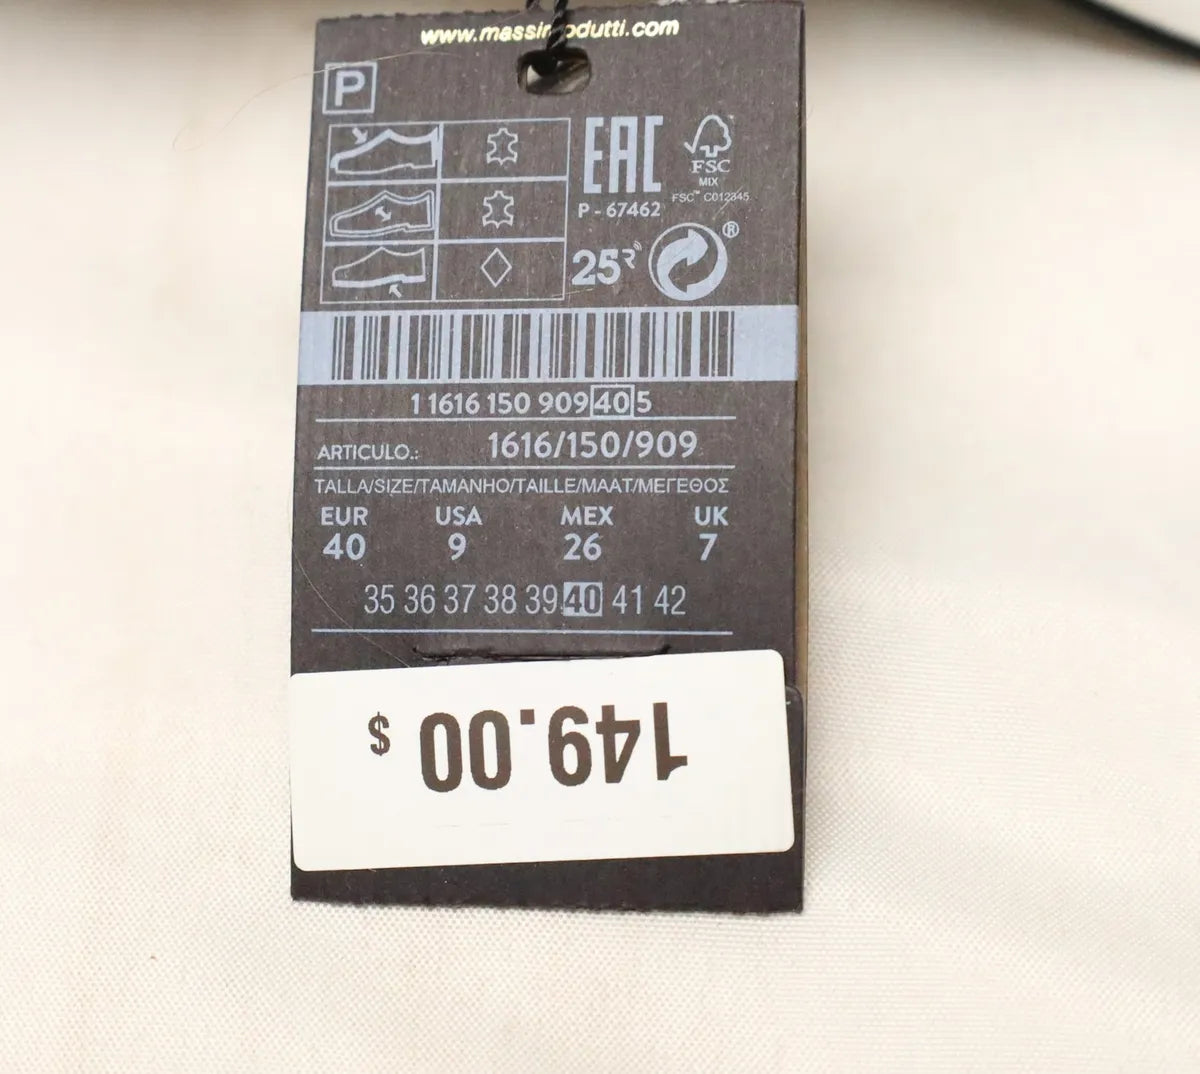 www.massimodutti.com
P
EAC
FSC
MIX
FSC™ C012345
P - 67462
25R
®
1 1616 150 909 40 5
ARTICULO.: 1616/150/909
TALLA/SIZE/TAMANHO/TAILLE/MAAT/ΜΕΓΕΘΟΣ
EUR USA MEX UK
40 9 26 7
35 36 37 38 39 40 41 42
149.00 $